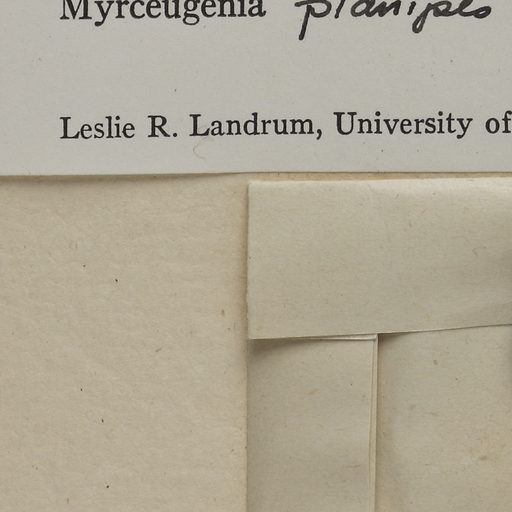 Myrceugenia planipes
Leslie R. Landrum, University of